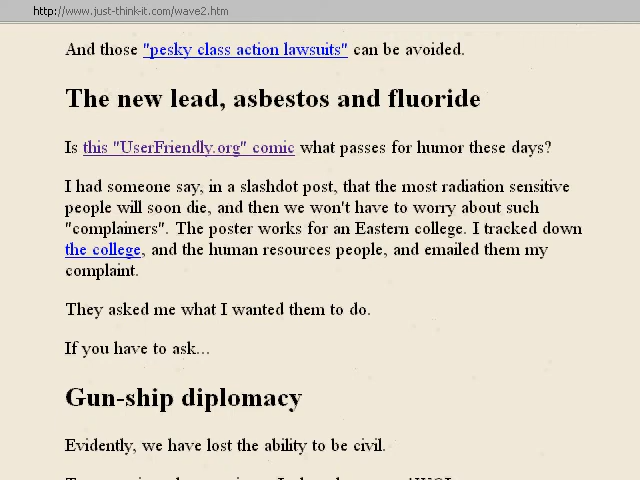 http://www.just-think-it.com/wave2.htm
And those "pesky class action lawsuits" can be avoided.
The new lead, asbestos and fluoride
Is this "UserFriendly.org" comic what passes for humor these days?
I had someone say, in a slashdot post, that the most radiation sensitive
people will soon die, and then we won't have to worry about such
"complainers". The poster works for an Eastern college. I tracked down
the college, and the human resources people, and emailed them my
complaint.
They asked me what I wanted them to do.
If you have to ask...
Gun-ship diplomacy
Evidently, we have lost the ability to be civil.